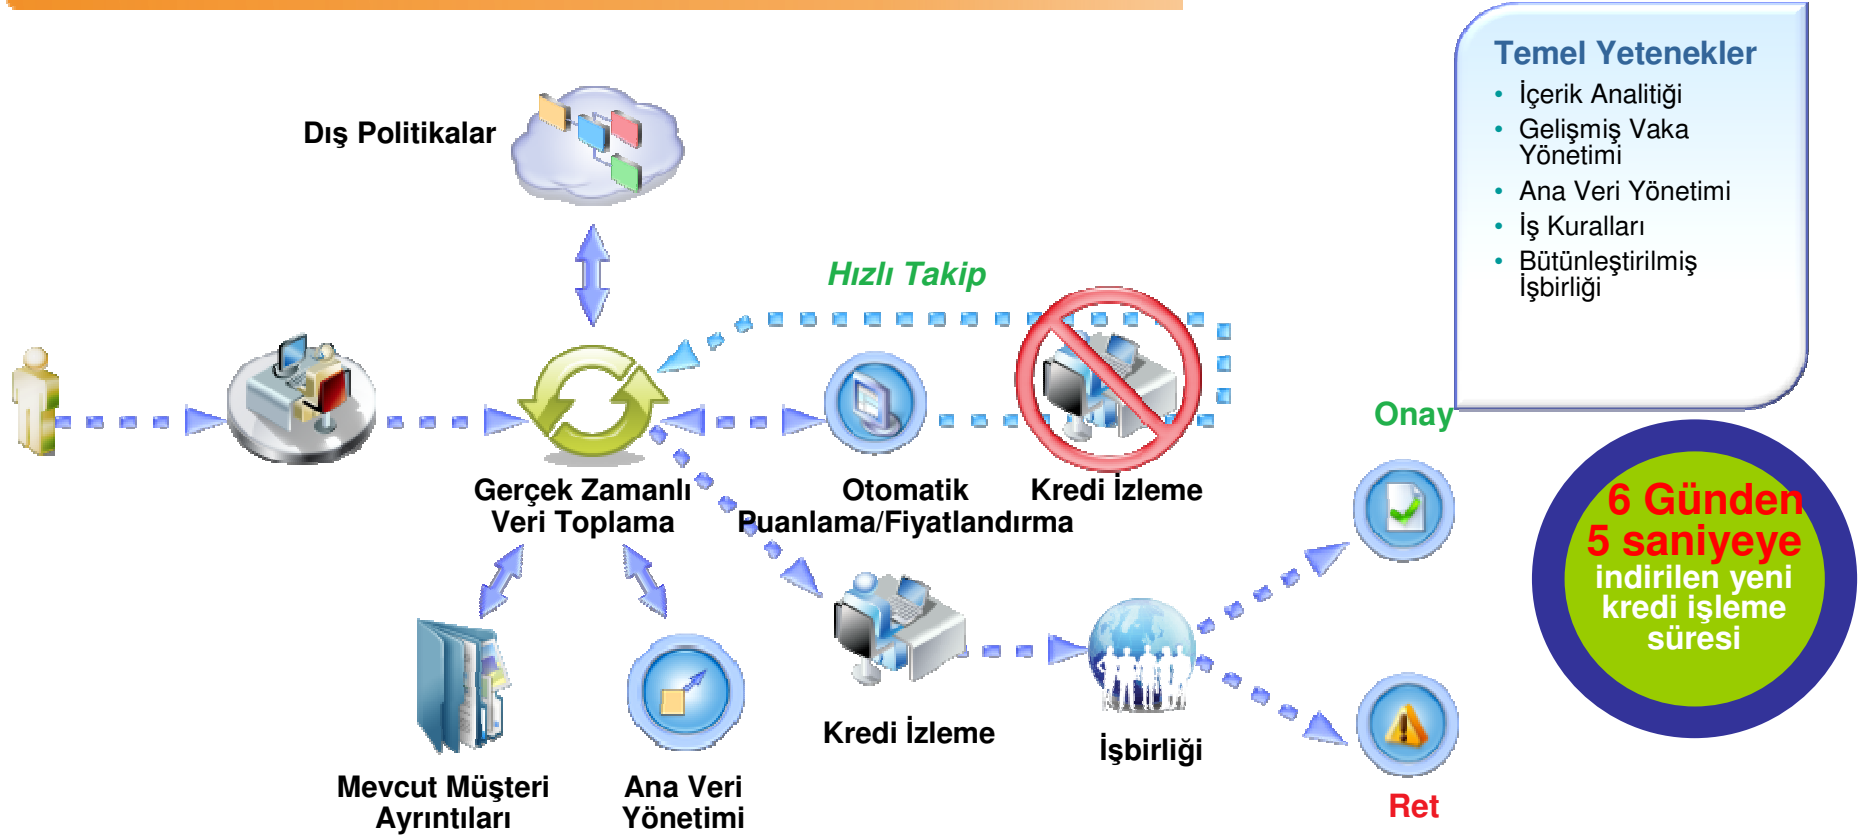 Temel Yetenekler
• İçerik Analitiği
• Gelişmiş Vaka
Yönetimi
• Ana Veri Yönetimi
• İş Kuralları
• Bütünleştirilmiş
İşbirliği
Dış Politikalar
Hızlı Takip
Gerçek Zamanlı
Veri Toplama
Otomatik
Puanlama/Fiyatlandırma
Kredi İzleme
Onay
6 Günden
5 saniyeye
indirilen yeni
kredi işleme
süresi
Kredi İzleme
İşbirliği
Mevcut Müşteri
Ayrıntıları
Ana Veri
Yönetimi
Ret